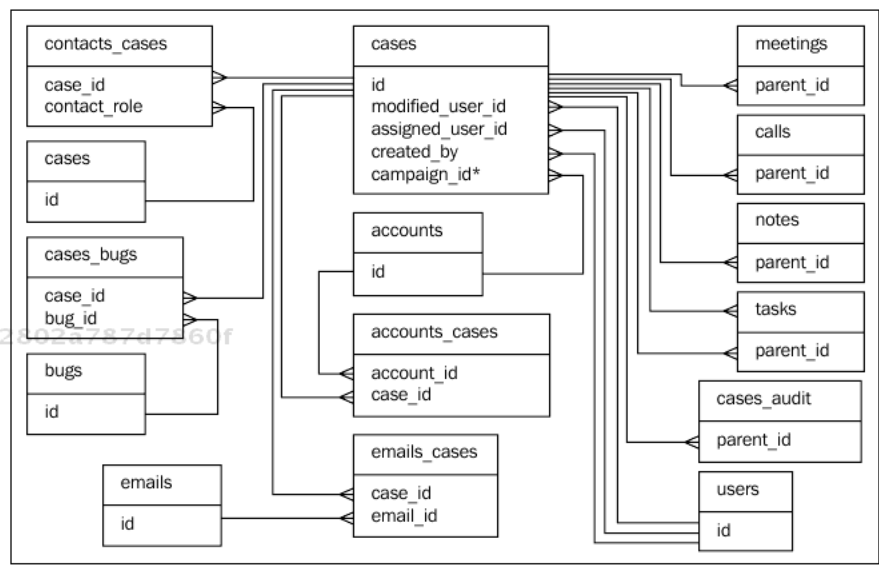 contacts_cases
case_id
contact_role
cases
id
cases_bugs
case_id
bug_id
2802a787d7860f
bugs
id
emails
id
cases
id
modified_user_id
assigned_user_id
created_by
campaign_id*
accounts
id
accounts_cases
account_id
case_id
emails_cases
case_id
email_id
meetings
parent_id
calls
parent_id
notes
parent_id
tasks
parent_id
cases_audit
parent_id
users
id